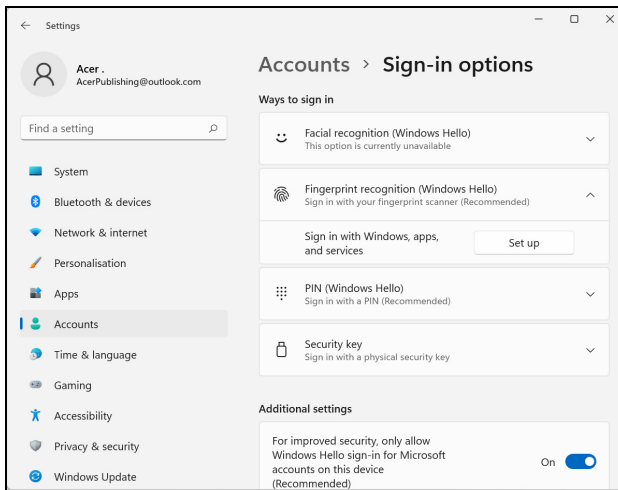 Settings
Acer .
AcerPublishing@outlook.com
Find a setting
System
Bluetooth & devices
Network & internet
Personalisation
Apps
Accounts
Time & language
Gaming
Accessibility
Privacy & security
Windows Update
Accounts > Sign-in options
Ways to sign in
Facial recognition (Windows Hello)
This option is currently unavailable
Fingerprint recognition (Windows Hello)
Sign in with your fingerprint scanner (Recommended)
Sign in with Windows, apps,
and services
Set up
PIN (Windows Hello)
Sign in with a PIN (Recommended)
Security key
Sign in with a physical security key
Additional settings
For improved security, only allow
Windows Hello sign-in for Microsoft
accounts on this device
(Recommended)
On